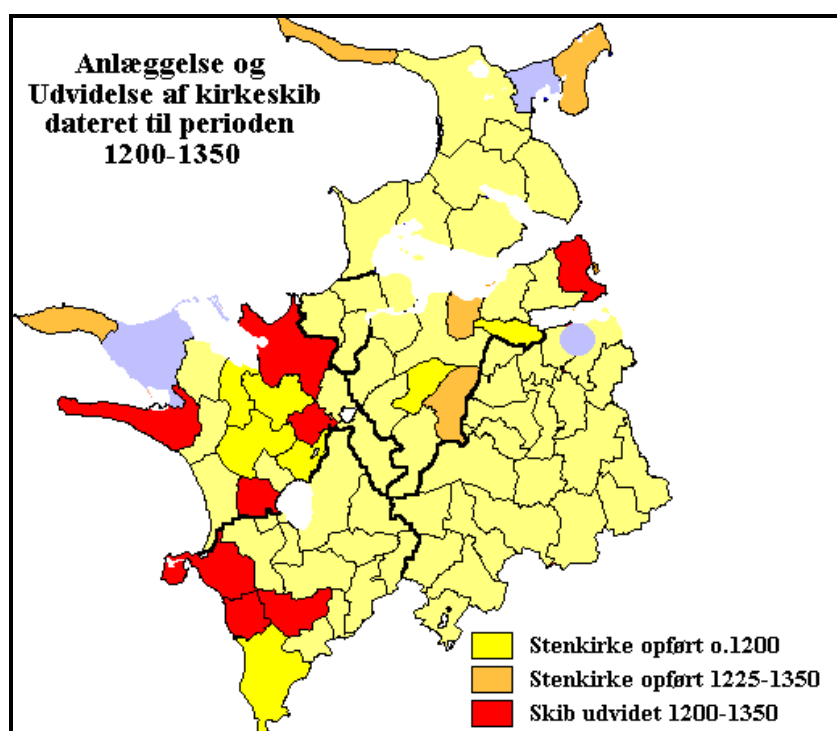 Anlæggelse og
Udvidelse af kirkeskib
dateret til perioden
1200-1350
Stenkirke opført o.1200
Stenkirke opført 1225-1350
Skib udvidet 1200-1350